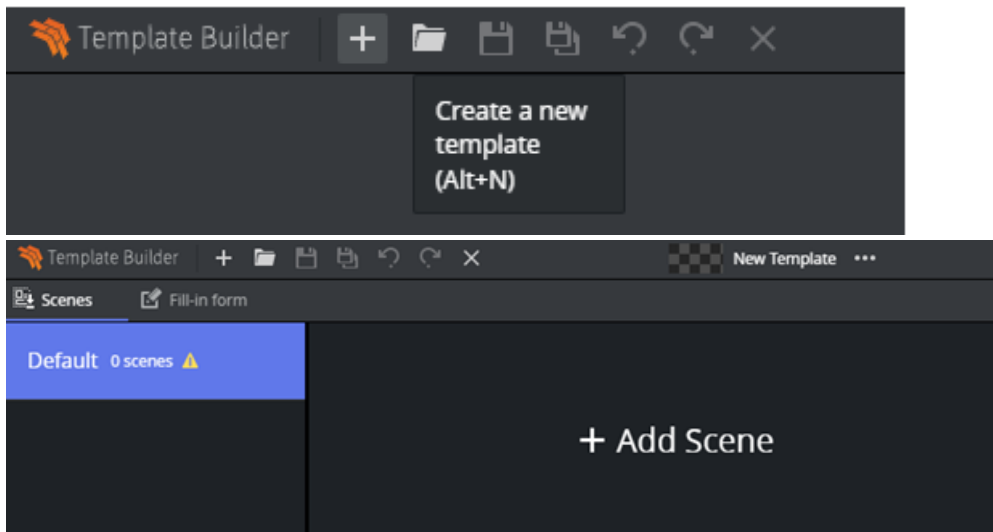 Template Builder
Create a new
template
(Alt+N)
Template Builder
New Template
Scenes
Fill-in form
Default 0 scenes
+ Add Scene